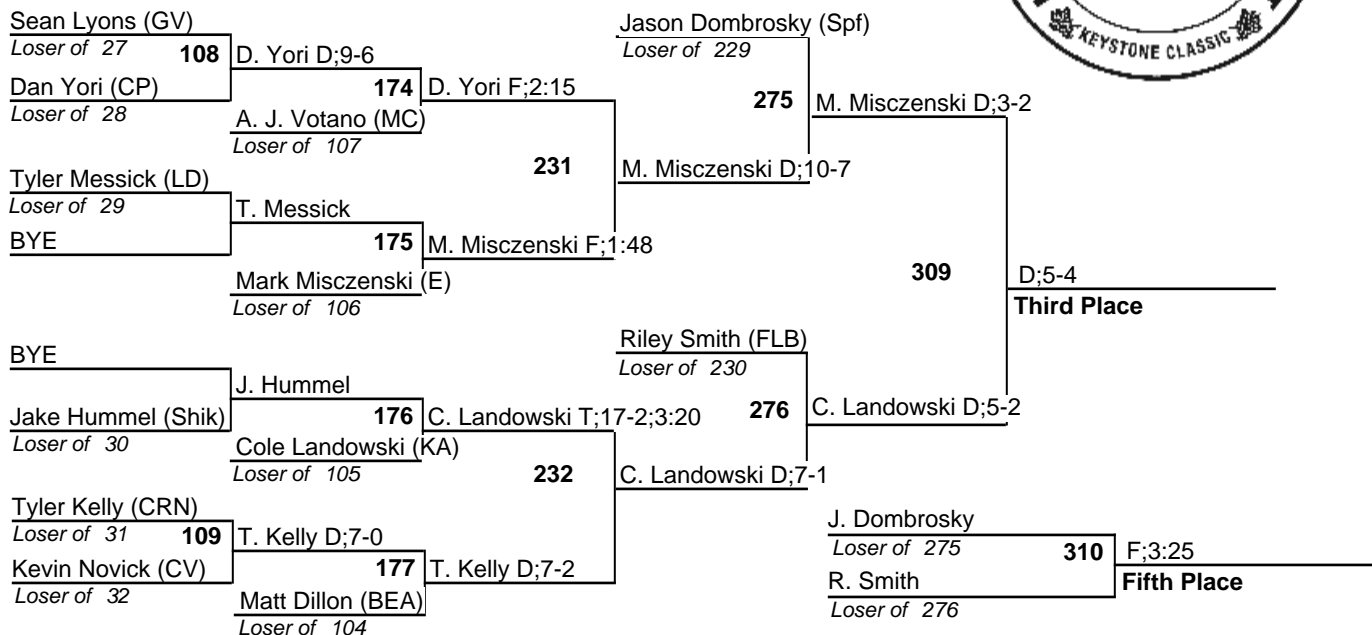 KEYSTONE CLASSIC
Sean Lyons (GV)
Loser of 27
108
Dan Yori (CP)
Loser of 28
D. Yori D;9-6
174
A. J. Votano (MC)
Loser of 107
D. Yori F;2:15
Tyler Messick (LD)
Loser of 29
BYE
T. Messick
175
Mark Misczenski (E)
Loser of 106
M. Misczenski F;1:48
231
Jason Dombrosky (Spf)
Loser of 229
275
M. Misczenski D;10-7
M. Misczenski D;3-2
BYE
Jake Hummel (Shik)
Loser of 30
J. Hummel
176
Cole Landowski (KA)
Loser of 105
C. Landowski T;17-2;3:20
Tyler Kelly (CRN)
Loser of 31
109
Kevin Novick (CV)
Loser of 32
T. Kelly D;7-0
177
Matt Dillon (BEA)
Loser of 104
T. Kelly D;7-2
232
Riley Smith (FLB)
Loser of 230
276
C. Landowski D;7-1
C. Landowski D;5-2
309
D;5-4
Third Place
J. Dombrosky
Loser of 275
310
R. Smith
Loser of 276
F;3:25
Fifth Place